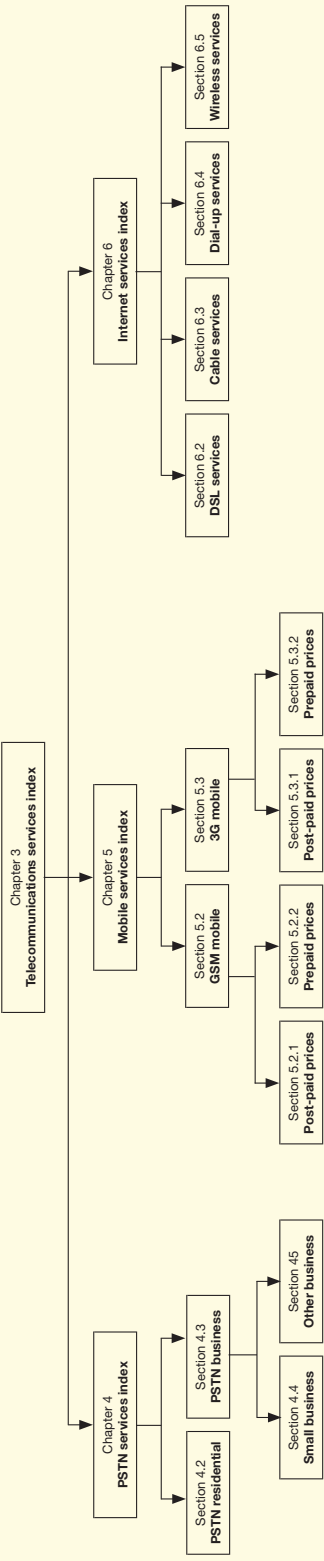 Chapter 3
Telecommunications services index
Chapter 4
PSTN services index
Chapter 5
Mobile services index
Chapter 6
Internet services index
Section 4.2
PSTN residential
Section 4.3
PSTN business
Section 5.2
GSM mobile
Section 5.3
3G mobile
Section 6.2
DSL services
Section 6.3
Cable services
Section 6.4
Dial-up services
Section 6.5
Wireless services
Section 4.4
Small business
Section 45
Other business
Section 5.2.1
Post-paid prices
Section 5.2.2
Prepaid prices
Section 5.3.1
Post-paid prices
Section 5.3.2
Prepaid prices